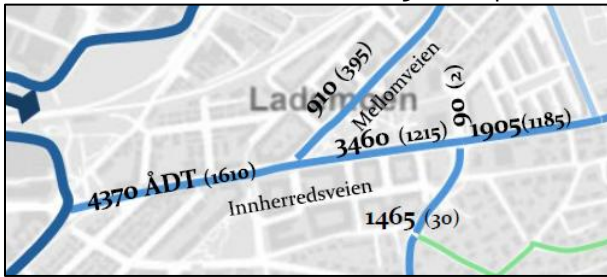 910 (395)
Mellomveien
Lademoen
90 (2)
3460 (1215)
1905(1185)
4370 ÅDT (1610)
Innherredsveien
1465 (30)